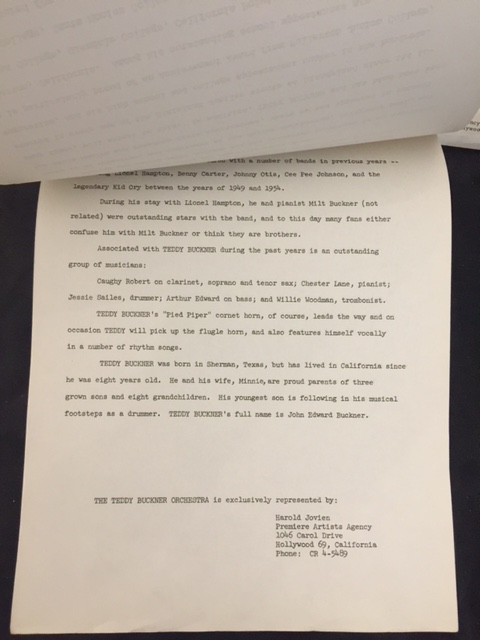 with a number of bands in previous years --
Lionel Hampton, Benny Carter, Johnny Otis, Cee Pee Johnson, and the
legendary Kid Ory between the years of 1949 and 1954.
During his stay with Lionel Hampton, he and pianist Milt Buckner (not
related) were outstanding stars with the band, and to this day many fans either
confuse him with Milt Buckner or think they are brothers.
Associated with TEDDY BUCKNER during the past years is an outstanding
group of musicians:
Caughy Robert on clarinet, soprano and tenor sax; Chester Lane, pianist;
Jessie Sailes, drummer; Arthur Edward on bass; and Willie Woodman, trombonist.
TEDDY BUCKNER'S "Pied Piper" cornet horn, of course, leads the way and on
occasion TEDDY will pick up the flugle horn, and also features himself vocally
in a number of rhythm songs.
TEDDY BUCKNER was born in Sherman, Texas, but has lived in California since
he was eight years old. He and his wife, Minnie, are proud parents of three
grown sons and eight grandchildren. His youngest son is following in his musical
footsteps as a drummer. TEDDY BUCKNER's full name is John Edward Buckner.
THE TEDDY BUCKNER ORCHESTRA is exclusively represented by:
Harold Jovien
Premiere Artists Agency
1046 Carol Drive
Hollywood 69, California
Phone: CR 4-5489